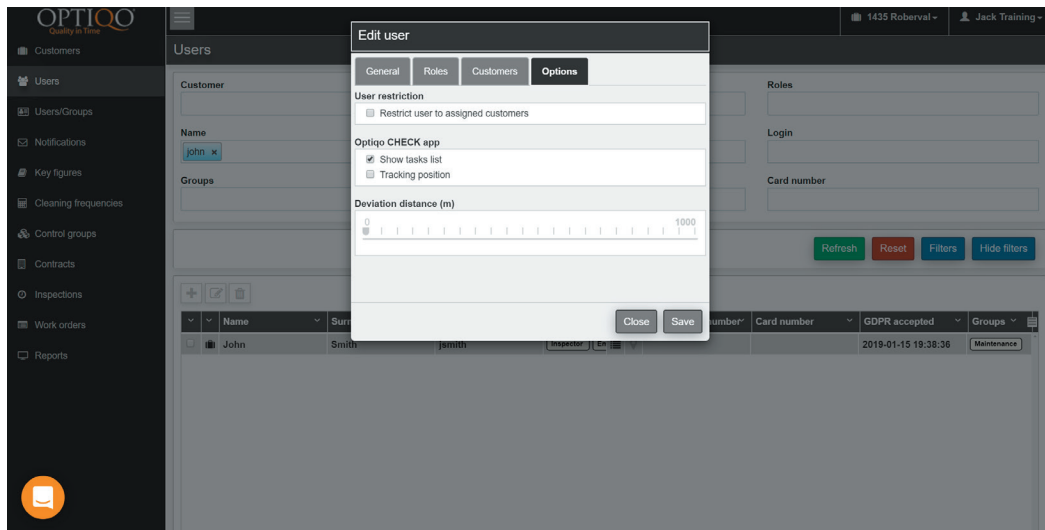 OPTIQO
Quality in Time
1435 Roberval
Jack Training
Customers
Users
Users/Groups
Notifications
Key figures
Cleaning frequencies
Control groups
Contracts
Inspections
Work orders
Reports
Users
Customer
Roles
Name
Login
john x
Groups
Card number
Edit user
General Roles Customers Options
User restriction
Restrict user to assigned customers
Optiqo CHECK app
Show tasks list
Tracking position
Deviation distance (m)
0 1000
Close Save
Refresh Reset Filters Hide filters
Name Surn umber Card number GDPR accepted Groups
John Smith jsmith Inspector 2019-01-15 19:38:36 Maintenance